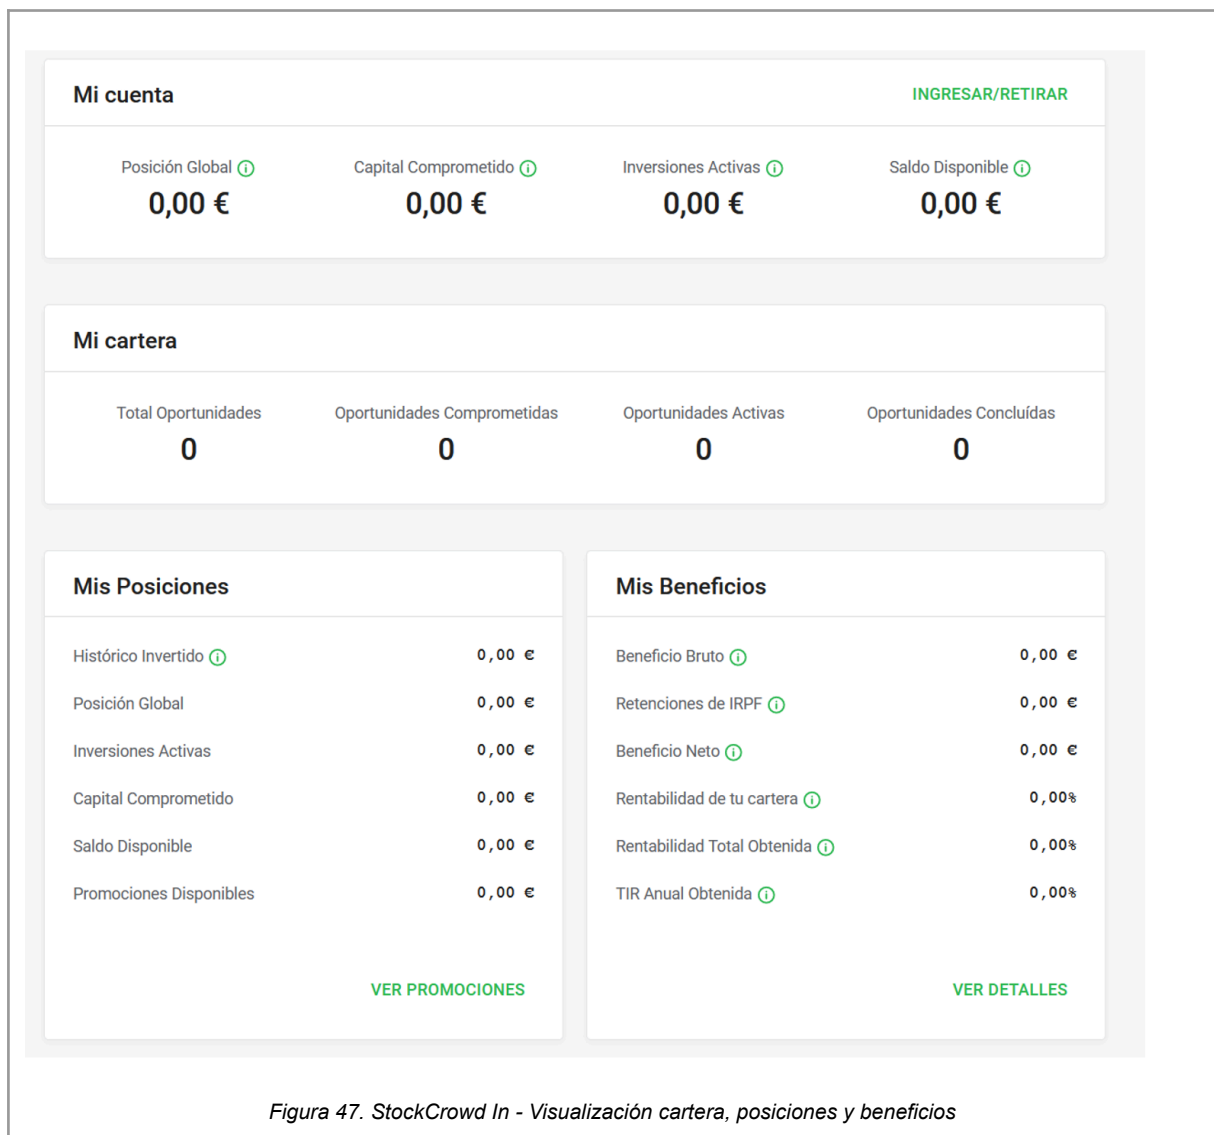 Mi cuenta
INGRESAR/RETIRAR
Posición Global
Capital Comprometido
Inversiones Activas
Saldo Disponible
0,00 €
0,00 €
0,00 €
0,00 €
Mi cartera
Total Oportunidades
Oportunidades Comprometidas
Oportunidades Activas
Oportunidades Concluídas
0
0
0
0
Mis Posiciones
Histórico Invertido 0,00 €
Posición Global 0,00 €
Inversiones Activas 0,00 €
Capital Comprometido 0,00 €
Saldo Disponible 0,00 €
Promociones Disponibles 0,00 €
VER PROMOCIONES
Mis Beneficios
Beneficio Bruto 0,00 €
Retenciones de IRPF 0,00 €
Beneficio Neto 0,00 €
Rentabilidad de tu cartera 0,00%
Rentabilidad Total Obtenida 0,00%
TIR Anual Obtenida 0,00%
VER DETALLES
Figura 47. StockCrowd In - Visualización cartera, posiciones y beneficios